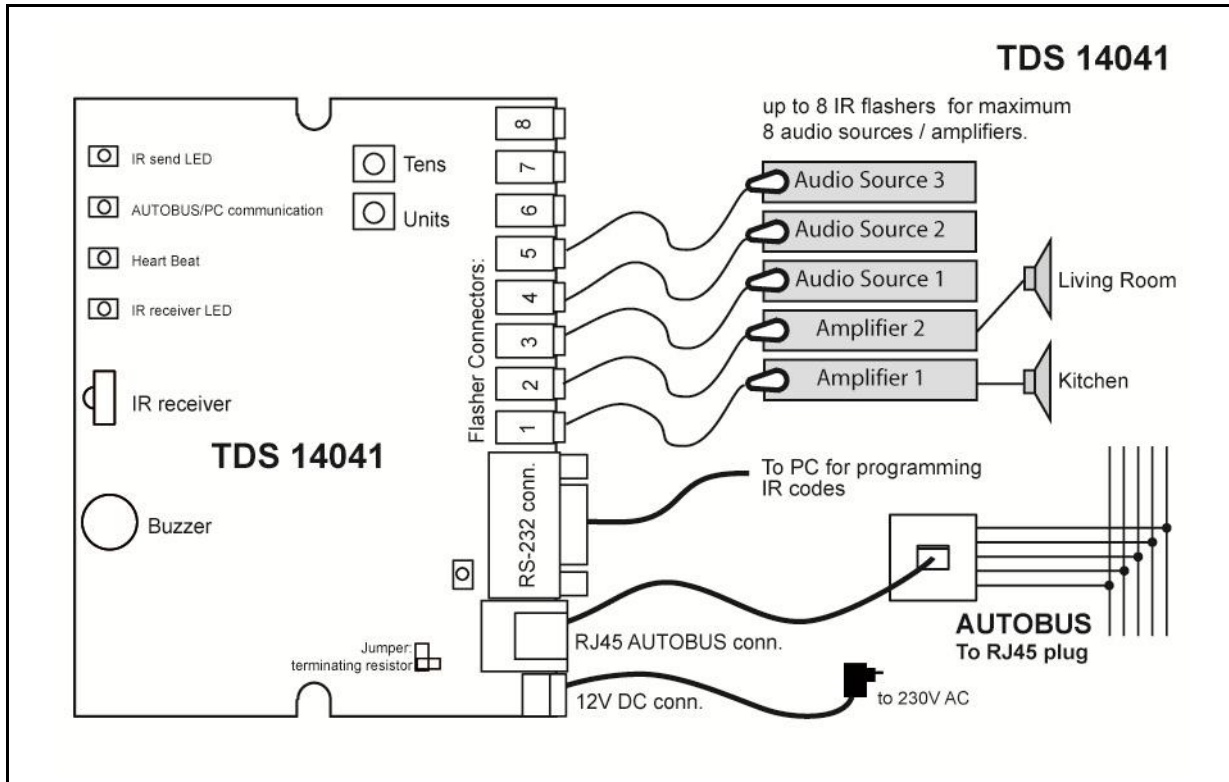 TDS 14041
up to 8 IR flashers for maximum
8 audio sources / amplifiers.
IR send LED
AUTOBUS/PC communication
Heart Beat
IR receiver LED
IR receiver
TDS 14041
Buzzer
Tens
Units
Jumper:
terminating resistor
Flasher Connectors:
8
7
6
5
4
3
2
1
RS-232 conn.
RJ45 AUTOBUS conn.
12V DC conn.
Audio Source 3
Audio Source 2
Audio Source 1
Amplifier 2
Amplifier 1
Living Room
Kitchen
To PC for programming
IR codes
AUTOBUS
To RJ45 plug
to 230V AC